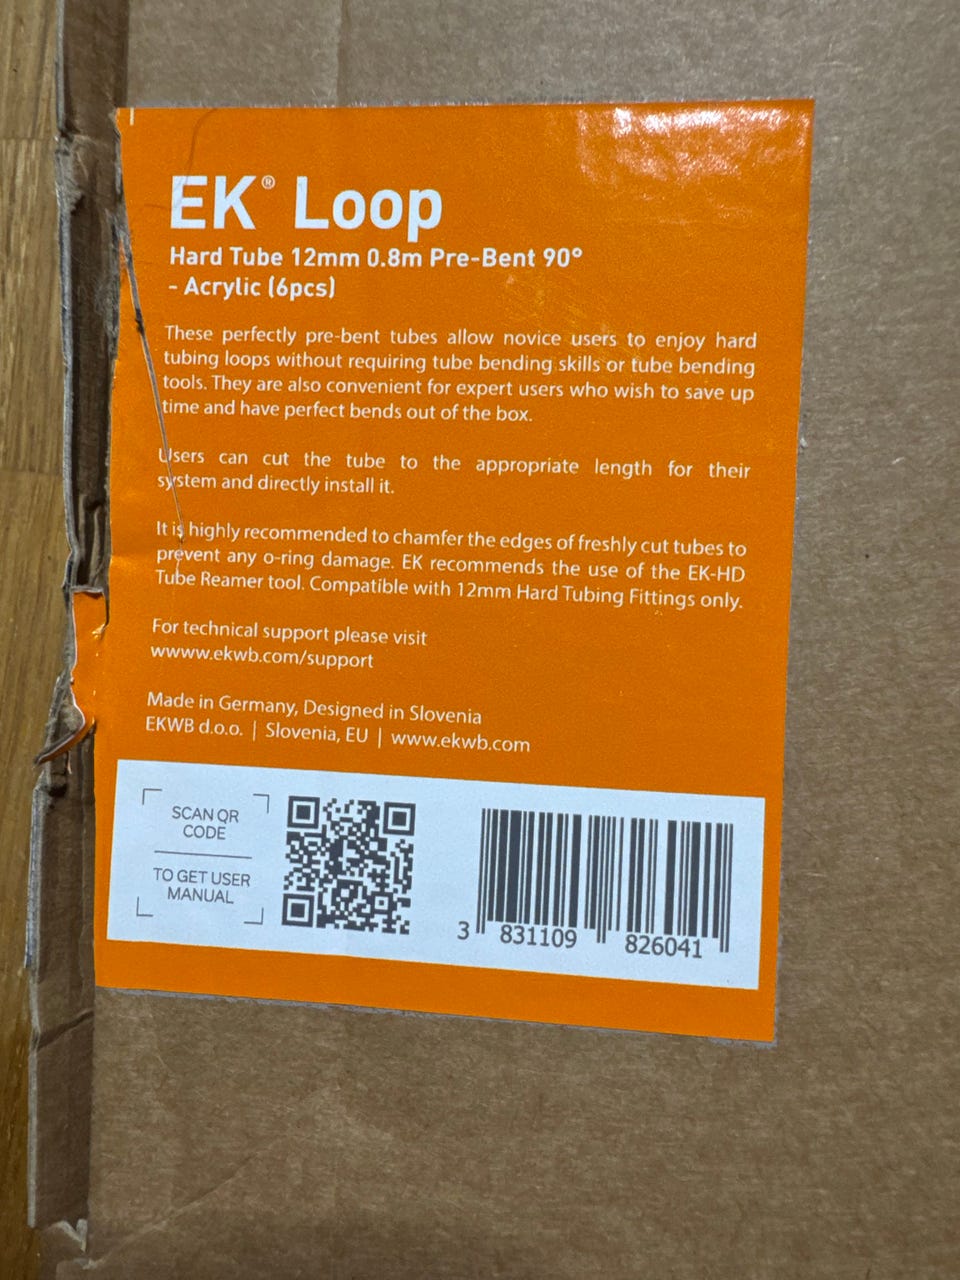 EK® Loop
Hard Tube 12mm 0.8m Pre-Bent 90°
- Acrylic (6pcs)
These perfectly pre-bent tubes allow novice users to enjoy hard
tubing loops without requiring tube bending skills or tube bending
tools. They are also convenient for expert users who wish to save up
time and have perfect bends out of the box.
Users can cut the tube to the appropriate length for their
system and directly install it.
It is highly recommended to chamfer the edges of freshly cut tubes to
prevent any o-ring damage. EK recommends the use of the EK-HD
Tube Reamer tool. Compatible with 12mm Hard Tubing Fittings only.
For technical support please visit
www.ekwb.com/support
Made in Germany, Designed in Slovenia
EKWB d.o.o. | Slovenia, EU | www.ekwb.com
SCAN QR
CODE
TO GET USER
MANUAL
3 831109 826041